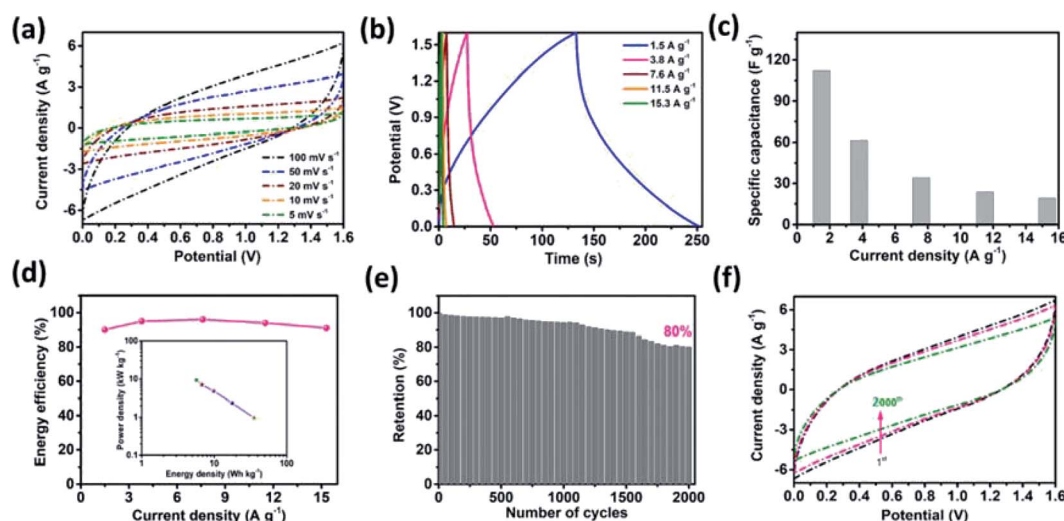 (a)
Current density (A g⁻¹)
6
3
0
-3
-6
100 mV s⁻¹
50 mV s⁻¹
20 mV s⁻¹
10 mV s⁻¹
5 mV s⁻¹
0.0 0.2 0.4 0.6 0.8 1.0 1.2 1.4 1.6
Potential (V)
(b)
Potential (V)
1.5
1.2
0.9
0.6
0.3
0.0
1.5 A g⁻¹
3.8 A g⁻¹
7.6 A g⁻¹
11.5 A g⁻¹
15.3 A g⁻¹
0 50 100 150 200 250
Time (s)
(c)
Specific capacitance (F g⁻¹)
120
90
60
30
0
0 2 4 6 8 10 12 14 16
Current density (A g⁻¹)
(d)
Energy efficiency (%)
100
80
60
40
20
0
Power density (kW kg⁻¹)
100
10
1
0.1
1 10 100
Energy density (Wh kg⁻¹)
0 3 6 9 12 15
Current density (A g⁻¹)
(e)
Retention (%)
100
80
60
40
20
0
80%
0 500 1000 1500 2000
Number of cycles
(f)
Current density (A g⁻¹)
6
3
0
-3
-6
2000ᵗʰ
1ˢᵗ
0.0 0.2 0.4 0.6 0.8 1.0 1.2 1.4 1.6
Potential (V)